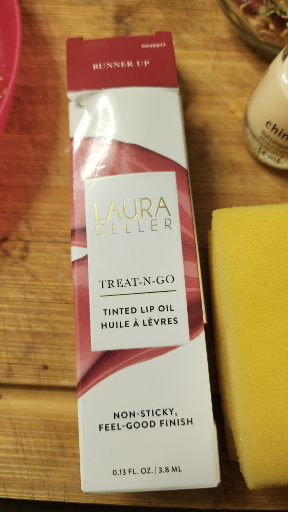 RUNNER UP
LAURA
GELLER
TREAT-N-GO
TINTED LIP OIL
HUILE À LÈVRES
NON-STICKY,
FEEL-GOOD FINISH
0.13 FL. OZ. | 3.8 ML
chin